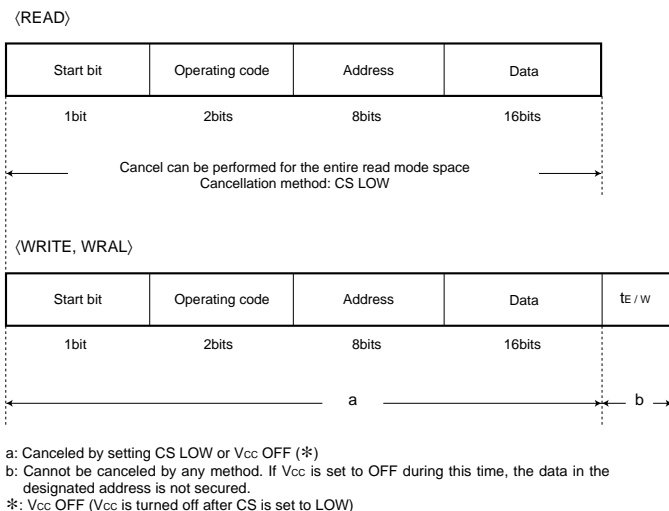 〈READ〉
Start bit Operating code Address Data
1bit 2bits 8bits 16bits
Cancel can be performed for the entire read mode space
Cancellation method: CS LOW
〈WRITE, WRAL〉
Start bit Operating code Address Data tE / W
1bit 2bits 8bits 16bits
a b
a: Canceled by setting CS LOW or VCC OFF (✻)
b: Cannot be canceled by any method. If VCC is set to OFF during this time, the data in the
designated address is not secured.
✻: VCC OFF (VCC is turned off after CS is set to LOW)